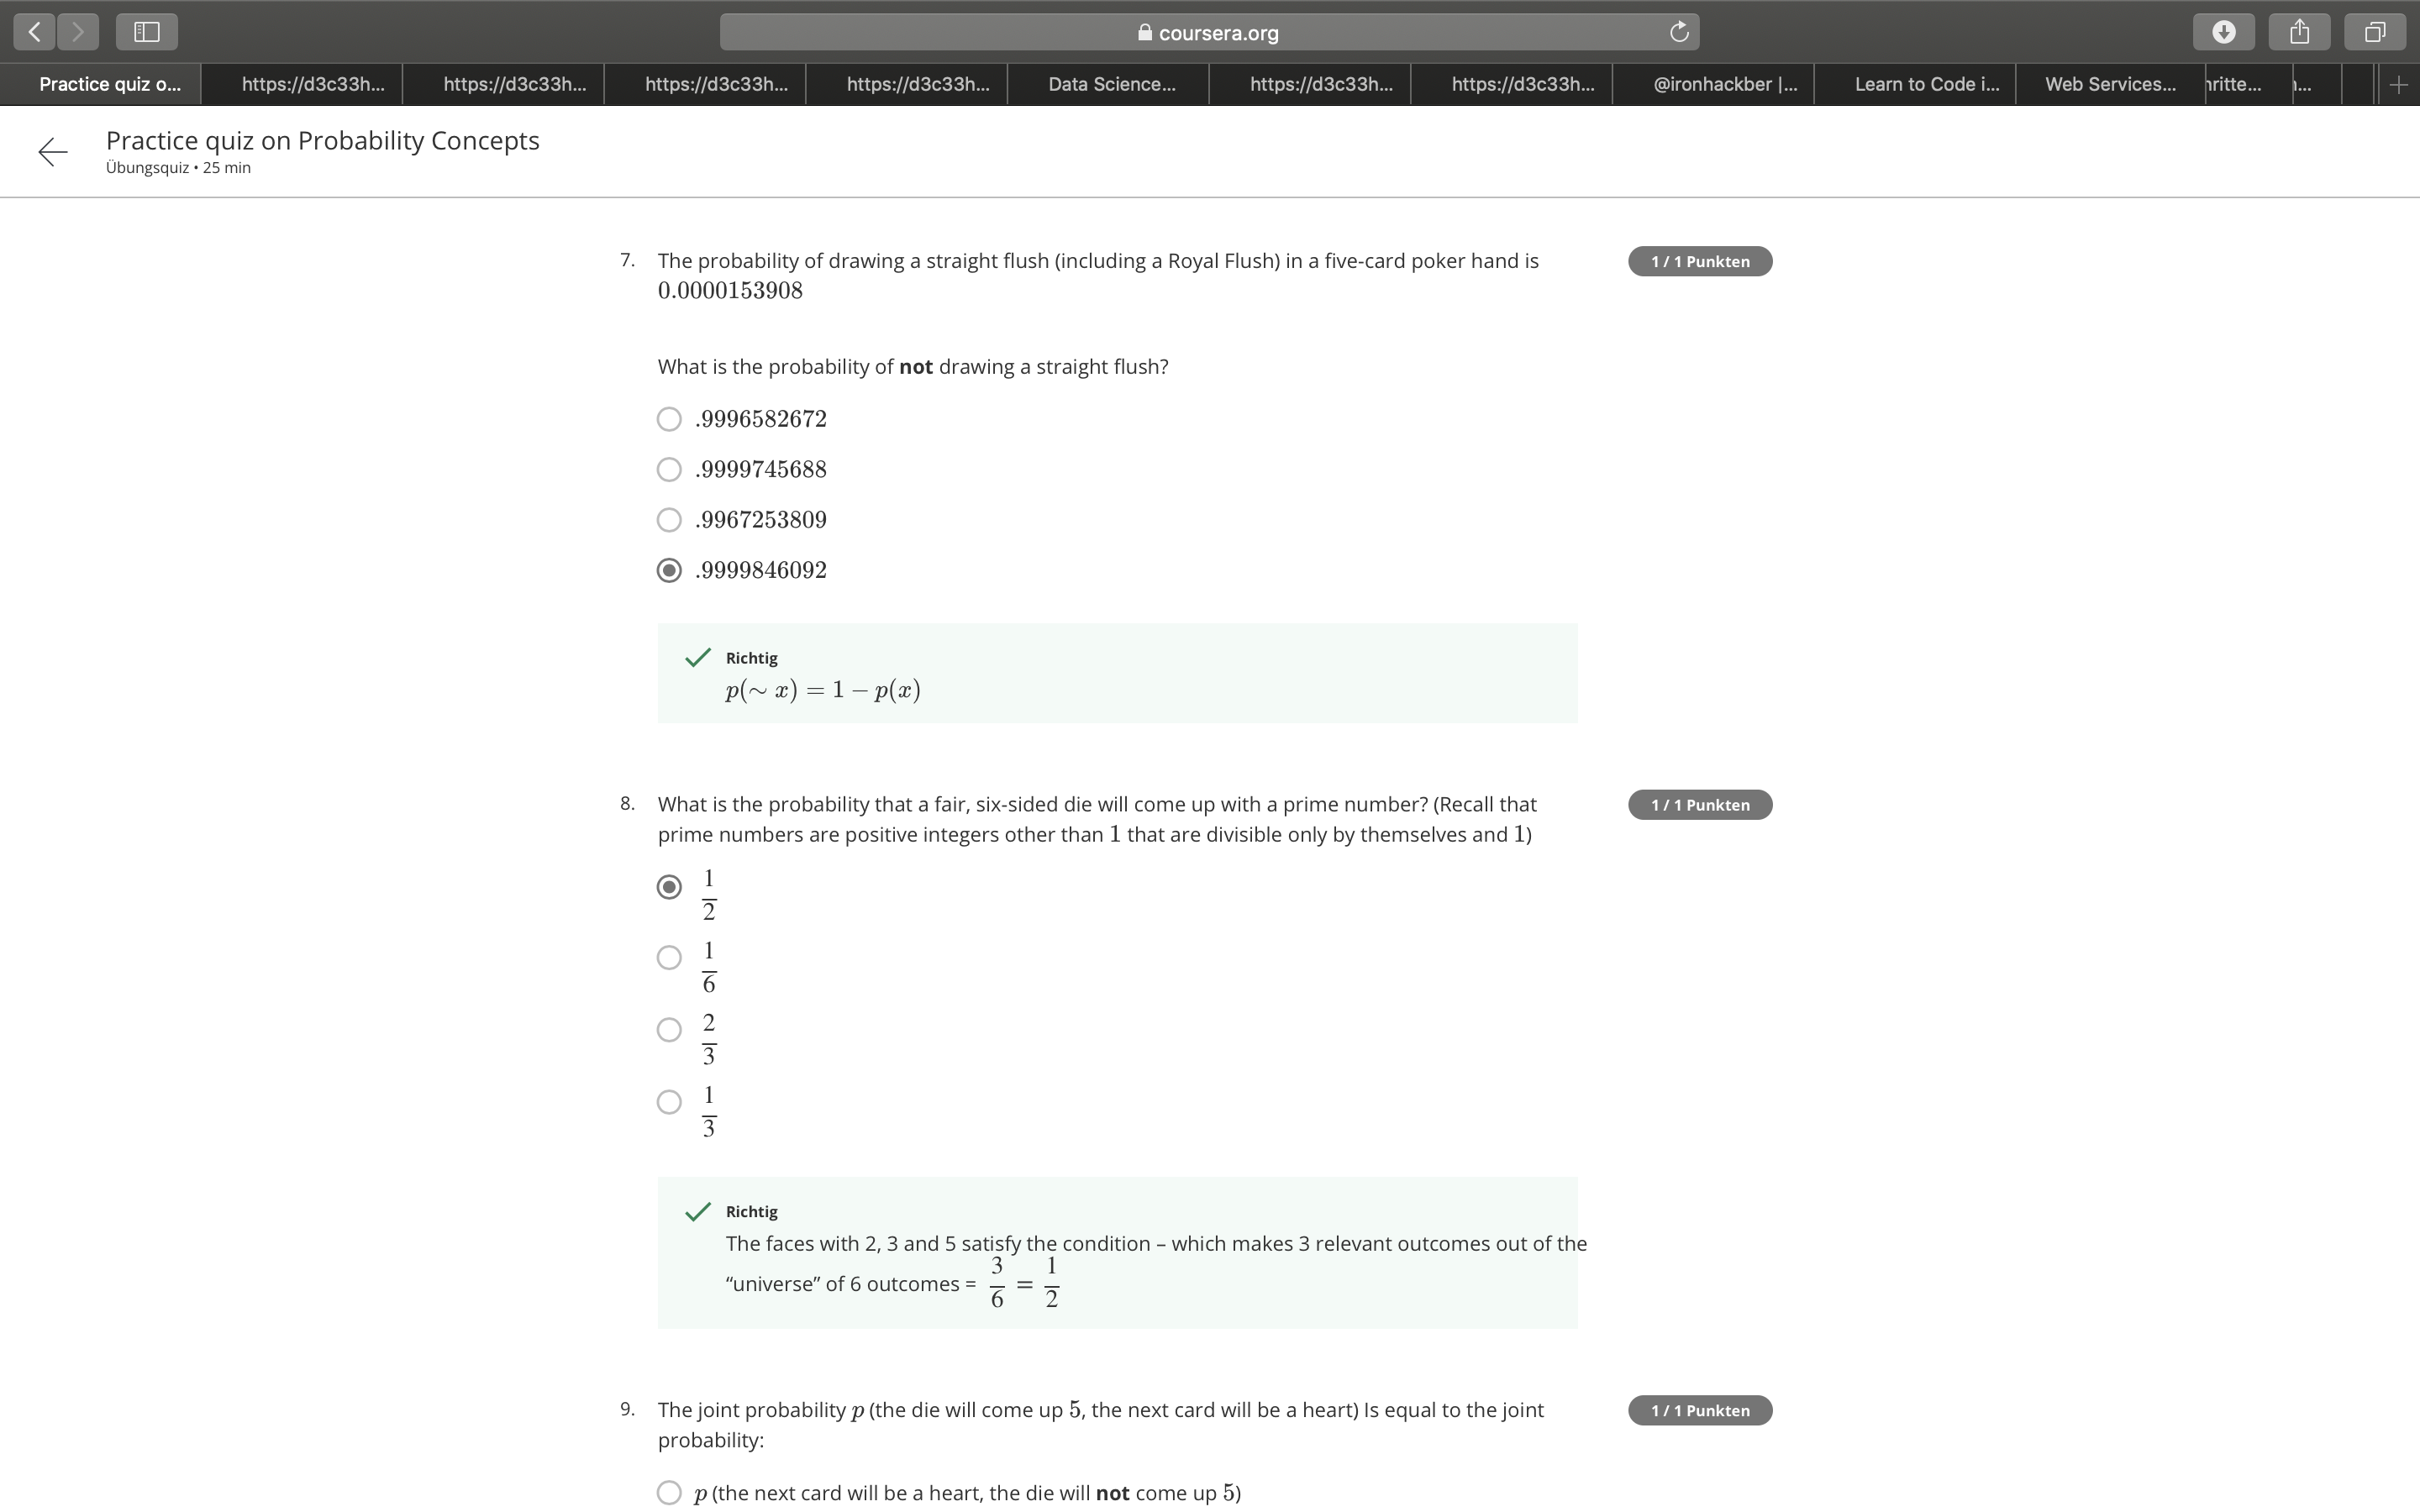 coursera.org
Practice quiz o... https://d3c33h... https://d3c33h... https://d3c33h... https://d3c33h... Data Science... https://d3c33h... https://d3c33h... @ironhackber |... Learn to Code i... Web Services... ritte...
Practice quiz on Probability Concepts
Übungsquiz • 25 min
7. The probability of drawing a straight flush (including a Royal Flush) in a five-card poker hand is
1 / 1 Punkten
0.0000153908
What is the probability of not drawing a straight flush?
.9996582672
.9999745688
.9967253809
.9999846092
Richtig
p(∼ x) = 1 − p(x)
8. What is the probability that a fair, six-sided die will come up with a prime number? (Recall that
1 / 1 Punkten
prime numbers are positive integers other than 1 that are divisible only by themselves and 1)
1/2
1/6
2/3
1/3
Richtig
The faces with 2, 3 and 5 satisfy the condition – which makes 3 relevant outcomes out of the
“universe” of 6 outcomes = 3/6 = 1/2
9. The joint probability p (the die will come up 5, the next card will be a heart) Is equal to the joint
1 / 1 Punkten
probability:
p (the next card will be a heart, the die will not come up 5)